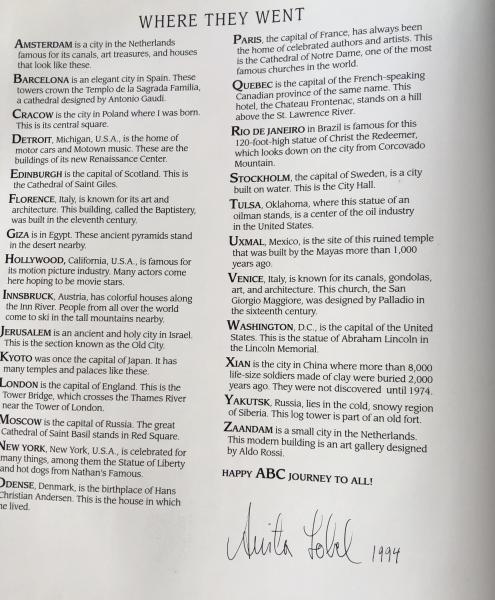 WHERE THEY WENT
AMSTERDAM is a city in the Netherlands
famous for its canals, art treasures, and houses
that look like these.
BARCELONA is an elegant city in Spain. These
towers crown the Templo de la Sagrada Familia,
a cathedral designed by Antonio Gaudí.
CRACOW is the city in Poland where I was born.
This is its central square.
DETROIT, Michigan, U.S.A., is the home of
motor cars and Motown music. These are the
buildings of its new Renaissance Center.
EDINBURGH is the capital of Scotland. This is
the Cathedral of Saint Giles.
FLORENCE, Italy, is known for its art and
architecture. This building, called the Baptistery,
was built in the eleventh century.
GIZA is in Egypt. These ancient pyramids stand
in the desert nearby.
HOLLYWOOD, California, U.S.A., is famous for
its motion picture industry. Many actors come
here hoping to be movie stars.
INNSBRUCK, Austria, has colorful houses along
the Inn River. People from all over the world
come to ski in the tall mountains nearby.
JERUSALEM is an ancient and holy city in Israel.
This is the section known as the Old City.
KYOTO was once the capital of Japan. It has
many temples and palaces like these.
LONDON is the capital of England. This is the
Tower Bridge, which crosses the Thames River
near the Tower of London.
MOSCOW is the capital of Russia. The great
Cathedral of Saint Basil stands in Red Square.
NEW YORK, New York, U.S.A., is celebrated for
many things, among them the Statue of Liberty
and hot dogs from Nathan's Famous.
ODENSE, Denmark, is the birthplace of Hans
Christian Andersen. This is the house in which
he lived.
PARIS, the capital of France, has always been
the home of celebrated authors and artists. This
is the Cathedral of Notre Dame, one of the most
famous churches in the world.
QUEBEC is the capital of the French-speaking
Canadian province of the same name. This
hotel, the Chateau Frontenac, stands on a hill
above the St. Lawrence River.
RIO DE JANEIRO in Brazil is famous for this
120-foot-high statue of Christ the Redeemer,
which looks down on the city from Corcovado
Mountain.
STOCKHOLM, the capital of Sweden, is a city
built on water. This is the City Hall.
TULSA, Oklahoma, where this statue of an
oilman stands, is a center of the oil industry
in the United States.
UXMAL, Mexico, is the site of this ruined temple
that was built by the Mayas more than 1,000
years ago.
VENICE, Italy, is known for its canals, gondolas,
art, and architecture. This church, the San
Giorgio Maggiore, was designed by Palladio in
the sixteenth century.
WASHINGTON, D.C., is the capital of the United
States. This is the statue of Abraham Lincoln in
the Lincoln Memorial.
XIAN is the city in China where more than 8,000
life-size soldiers made of clay were buried 2,000
years ago. They were not discovered until 1974.
YAKUTSK, Russia, lies in the cold, snowy region
of Siberia. This log tower is part of an old fort.
ZAANDAM is a small city in the Netherlands.
This modern building is an art gallery designed
by Aldo Rossi.
HAPPY ABC JOURNEY TO ALL!
Anita Lobel 1994